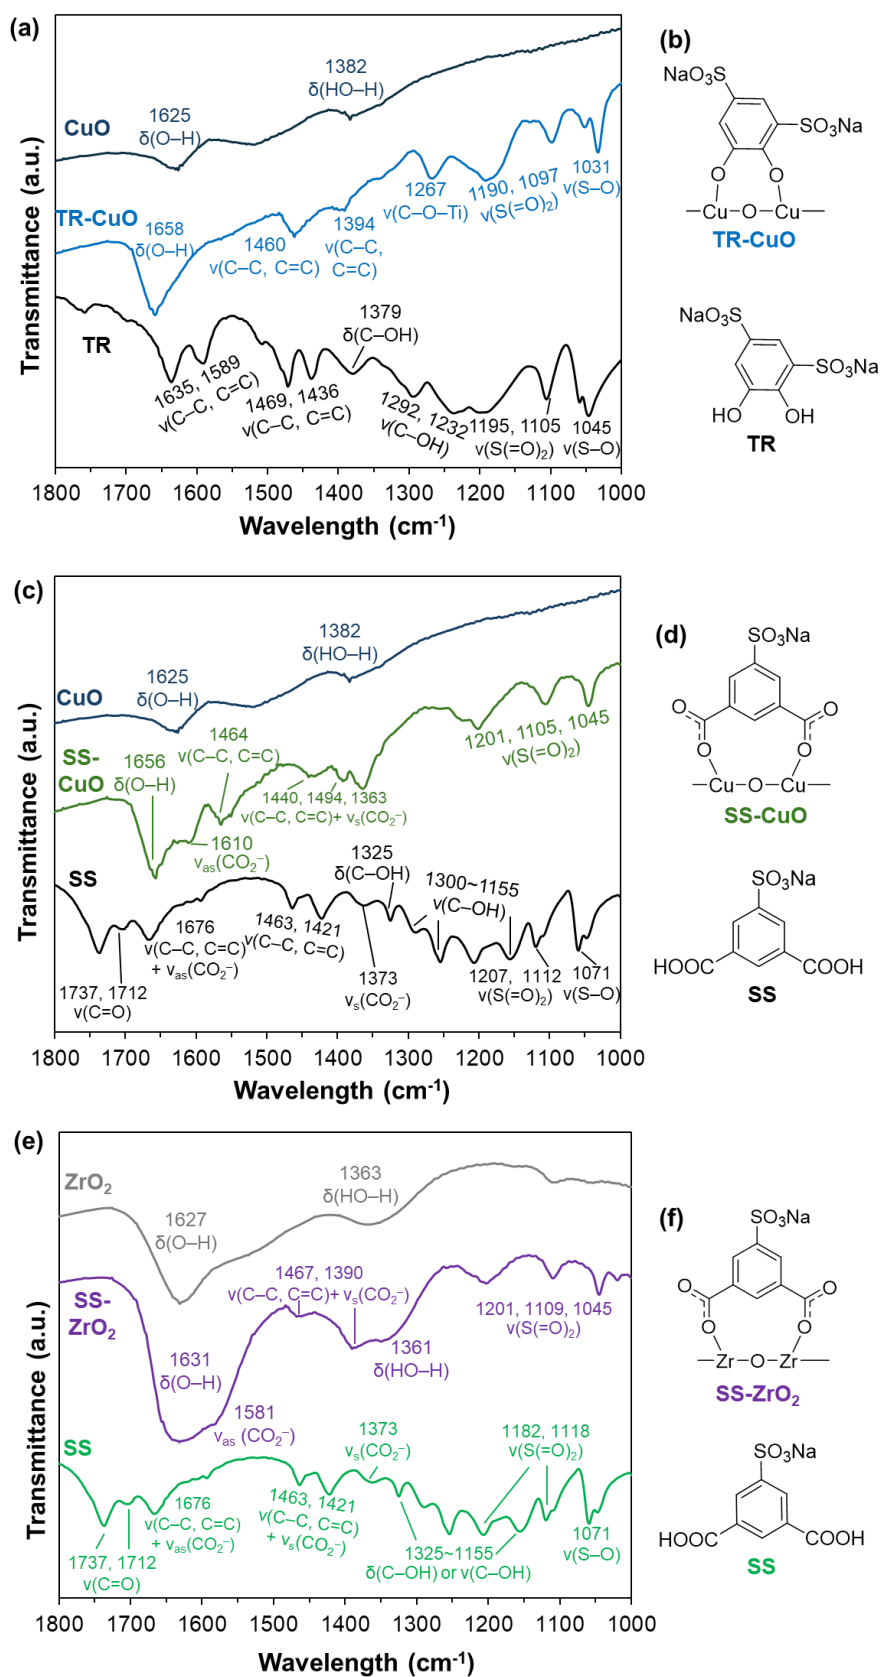 (a)
CuO
1625
δ(O–H)
1382
δ(HO–H)
TR-CuO
1658
δ(O–H)
1460
ν(C–C, C=C)
1394
ν(C–C,
C=C)
1267
ν(C–O–Ti)
1190, 1097
ν(S(=O)₂)
1031
ν(S–O)
TR
1635, 1589
ν(C–C, C=C)
1469, 1436
ν(C–C, C=C)
1379
δ(C–OH)
1292, 1232
ν(C–OH)
1195, 1105
ν(S(=O)₂)
1045
ν(S–O)
Transmittance (a.u.)
1800 1700 1600 1500 1400 1300 1200 1100 1000
Wavelength (cm⁻¹)
(b)
NaO₃S
SO₃Na
O O
Cu O Cu
TR-CuO
NaO₃S
SO₃Na
HO OH
TR
(c)
CuO
1625
δ(O–H)
1382
δ(HO–H)
SS-
CuO
1656
δ(O–H)
1464
ν(C–C, C=C)
1610
νas(CO₂⁻)
1440, 1494, 1363
ν(C–C, C=C)+ νs(CO₂⁻)
1201, 1105, 1045
ν(S(=O)₂)
SS
1737, 1712
ν(C=O)
1676
ν(C–C, C=C)
+ νas(CO₂⁻)
1463, 1421
ν(C–C, C=C)
1325
δ(C–OH)
1373
νs(CO₂⁻)
1300~1155
ν(C–OH)
1207, 1112
ν(S(=O)₂)
1071
ν(S–O)
Transmittance (a.u.)
1800 1700 1600 1500 1400 1300 1200 1100 1000
Wavelength (cm⁻¹)
(d)
SO₃Na
O O
O O
Cu O Cu
SS-CuO
SO₃Na
HOOC COOH
SS
(e)
ZrO₂
1627
δ(O–H)
1363
δ(HO–H)
SS-
ZrO₂
1631
δ(O–H)
1581
νas (CO₂⁻)
1467, 1390
ν(C–C, C=C)+ νs(CO₂⁻)
1361
δ(HO–H)
1201, 1109, 1045
ν(S(=O)₂)
SS
1737, 1712
ν(C=O)
1676
ν(C–C, C=C)
+ νas(CO₂⁻)
1463, 1421
ν(C–C, C=C)
+ νs(CO₂⁻)
1373
νs(CO₂⁻)
1325~1155
δ(C–OH) or ν(C–OH)
1182, 1118
ν(S(=O)₂)
1071
ν(S–O)
Transmittance (a.u.)
1800 1700 1600 1500 1400 1300 1200 1100 1000
Wavelength (cm⁻¹)
(f)
SO₃Na
O O
O O
Zr O Zr
SS-ZrO₂
SO₃Na
HOOC COOH
SS